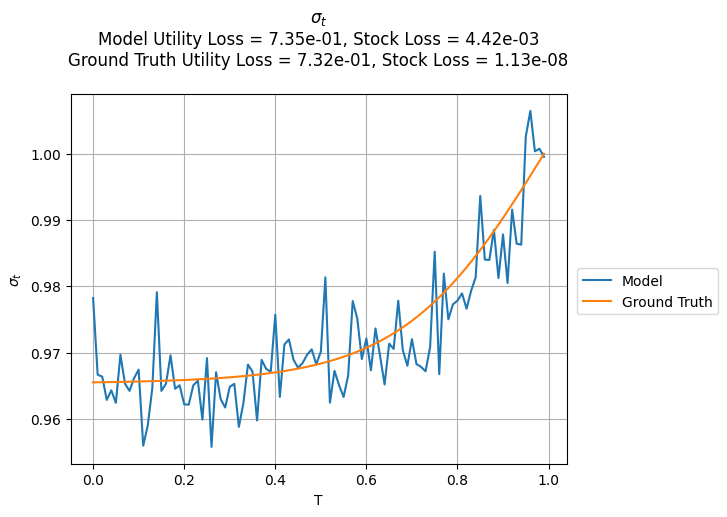 σt
Model Utility Loss = 7.35e-01, Stock Loss = 4.42e-03
Ground Truth Utility Loss = 7.32e-01, Stock Loss = 1.13e-08
1.00
0.99
0.98
0.97
0.96
σt
0.0 0.2 0.4 0.6 0.8 1.0
T
Model
Ground Truth